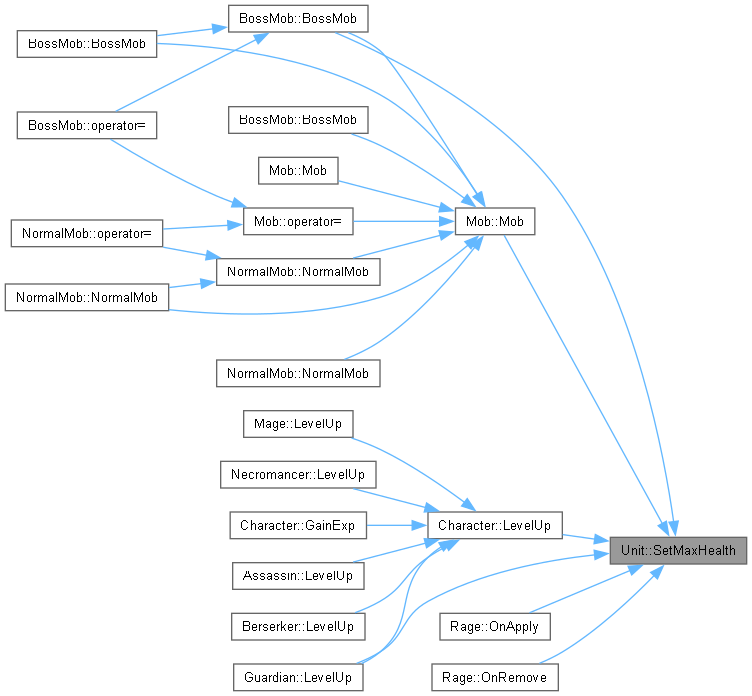 BossMob::BossMob
BossMob::BossMob
BossMob::operator=
BossMob::BossMob
Mob::Mob
Mob::operator=
Mob::Mob
NormalMob::operator=
NormalMob::NormalMob
NormalMob::NormalMob
NormalMob::NormalMob
Mage::LevelUp
Necromancer::LevelUp
Character::GainExp
Character::LevelUp
Unit::SetMaxHealth
Assassin::LevelUp
Berserker::LevelUp
Rage::OnApply
Guardian::LevelUp
Rage::OnRemove